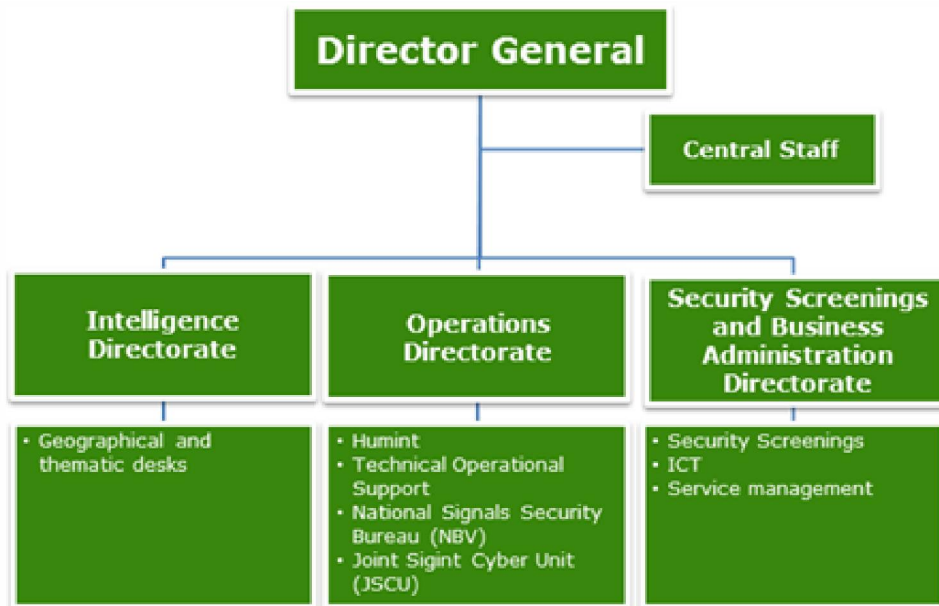 Director General
Central Staff
Intelligence
Directorate
Operations
Directorate
Security Screenings
and Business
Administration
Directorate
• Geographical and
thematic desks
• Humint
• Technical Operational
Support
• National Signals Security
Bureau (NBV)
• Joint Sigint Cyber Unit
(JSCU)
• Security Screenings
• ICT
• Service management